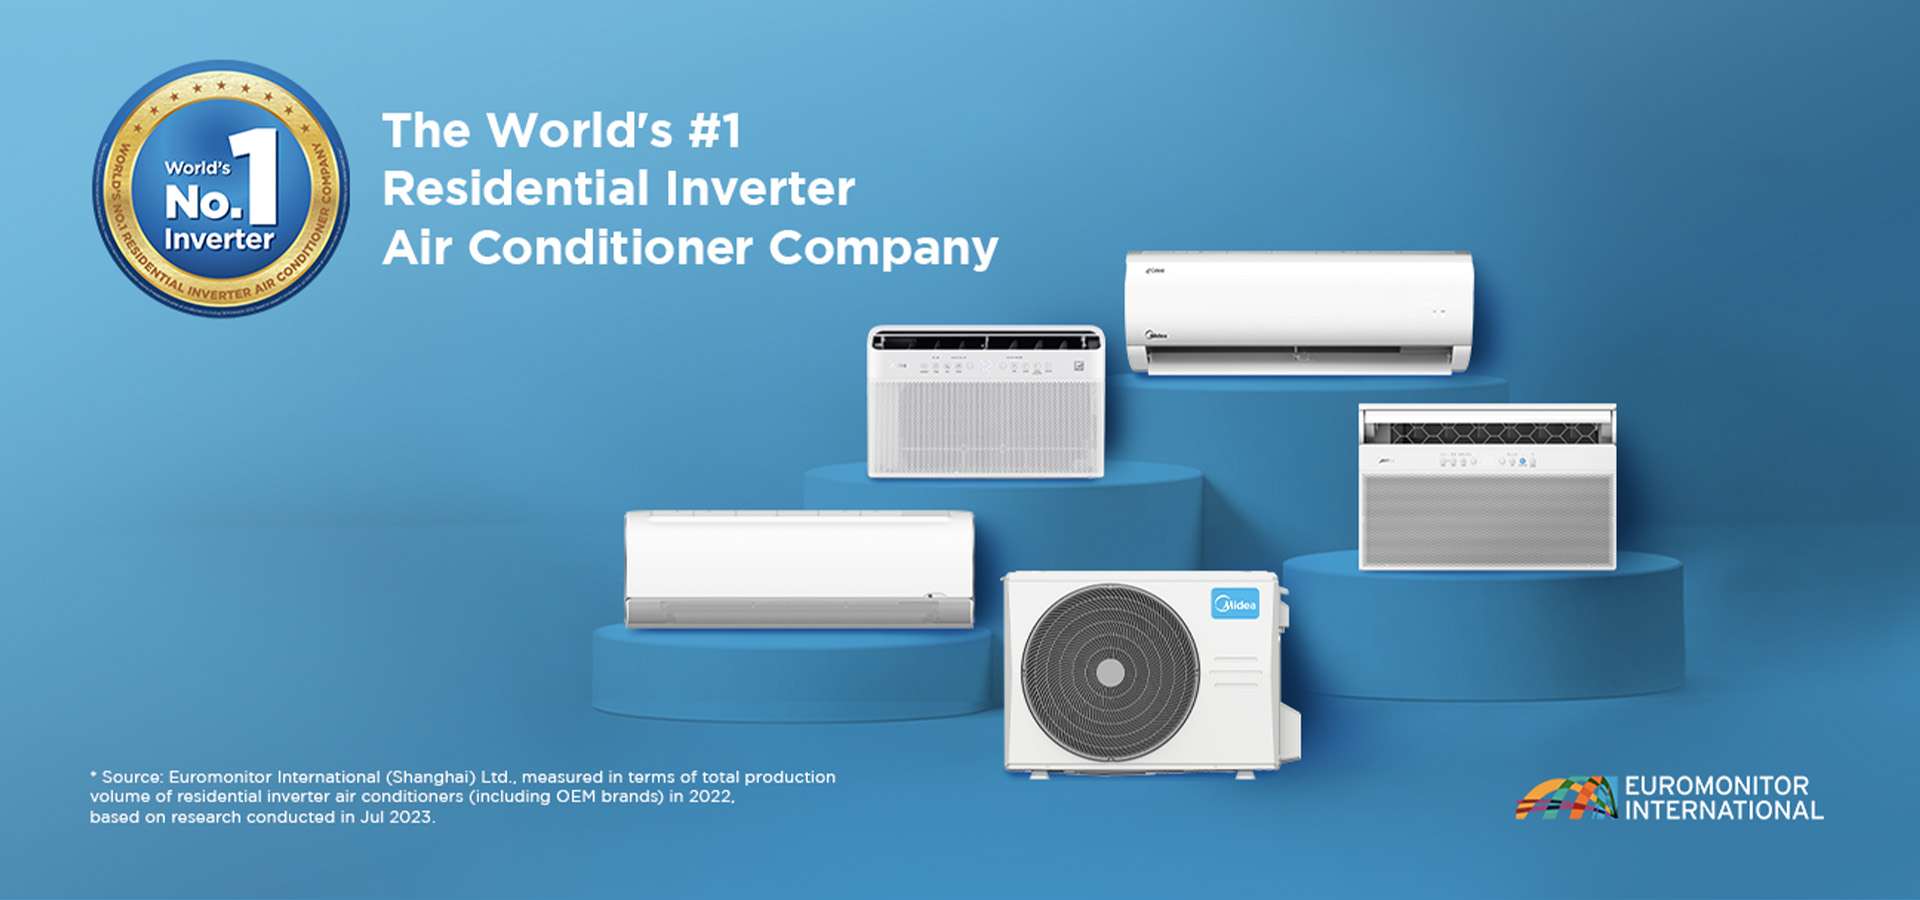 World's
No.1
Inverter
WORLD'S NO.1 RESIDENTIAL INVERTER AIR CONDITIONER COMPANY
The World's #1
Residential Inverter
Air Conditioner Company
Midea
Midea
* Source: Euromonitor International (Shanghai) Ltd., measured in terms of total production
volume of residential inverter air conditioners (including OEM brands) in 2022,
based on research conducted in Jul 2023.
EUROMONITOR
INTERNATIONAL